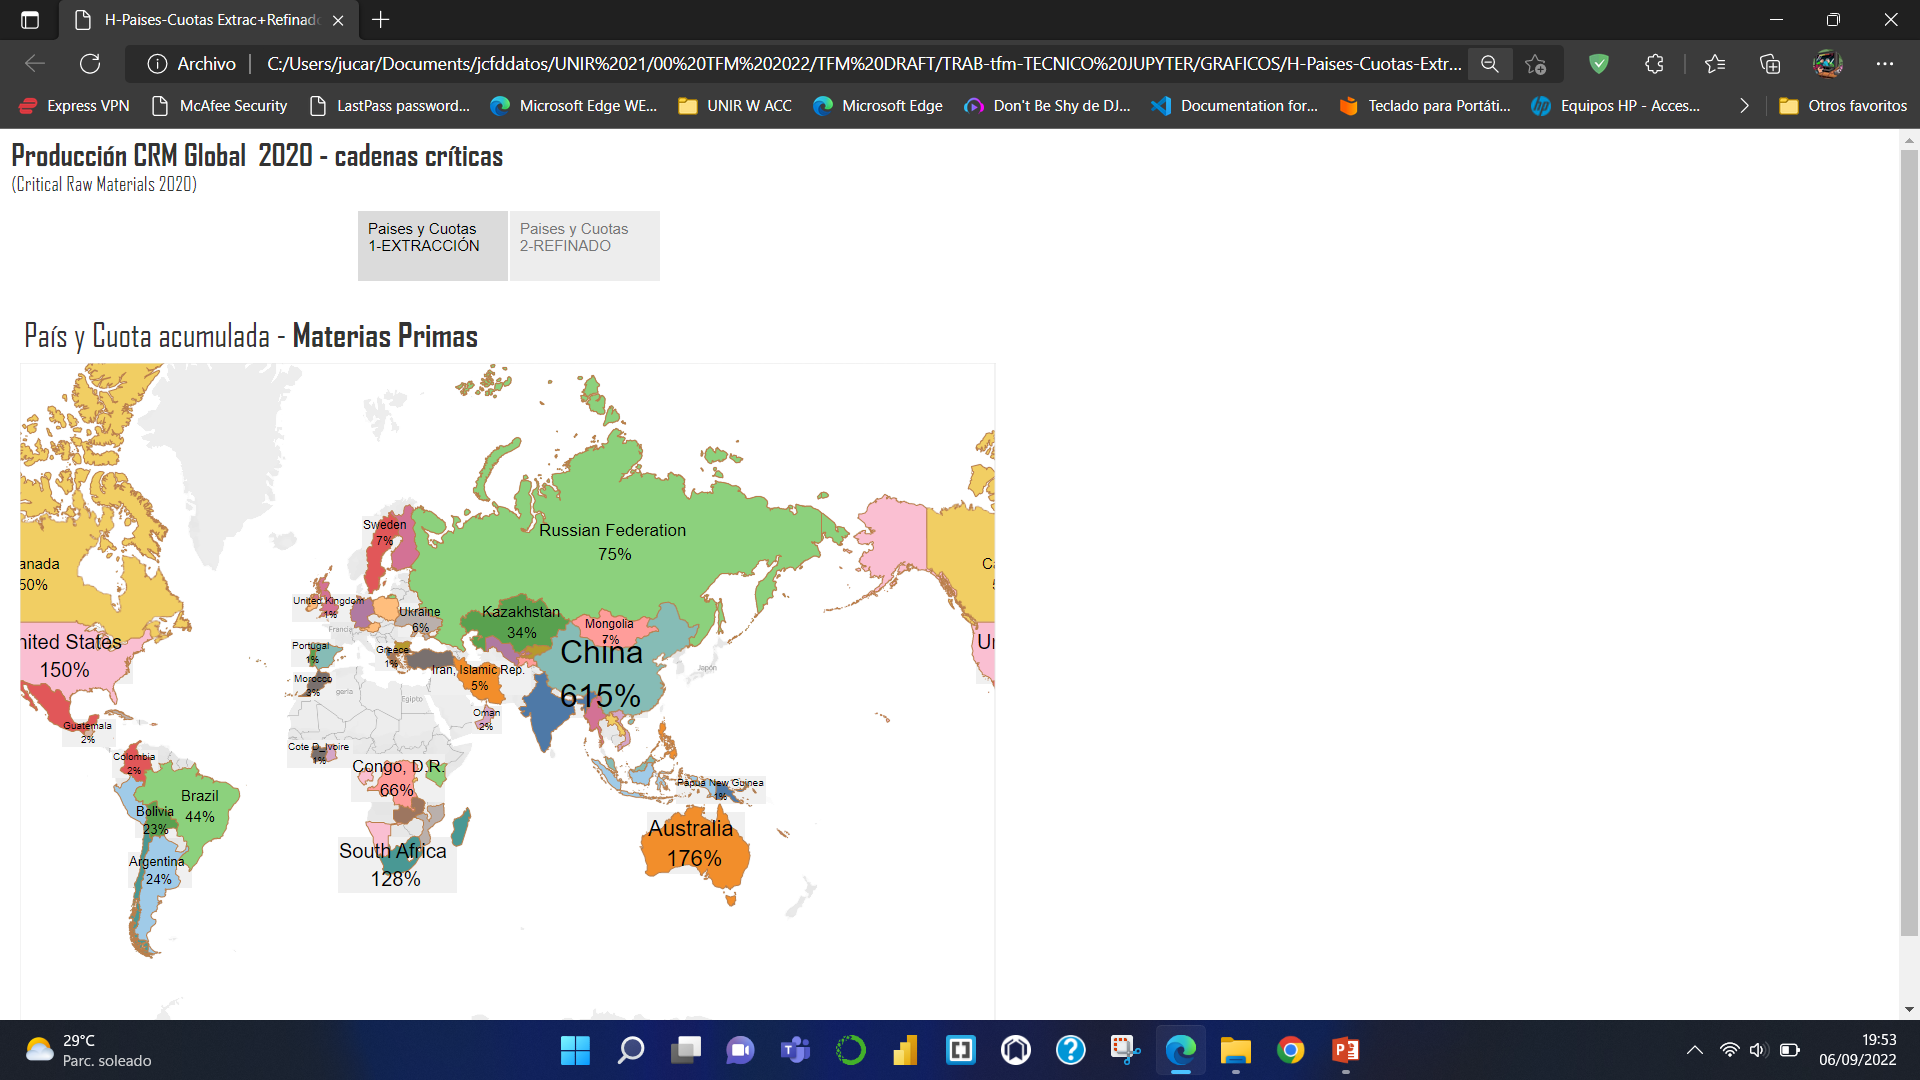 H-Paises-Cuotas Extrac+Refinado
Archivo
C:/Users/jucar/Documents/jcfddatos/UNIR%2021/00%20TFM%202022/TFM%20DRAFT/TRAB-tfm-TECNICO%20JUPYTER/GRAFICOS/H-Paises-Cuotas-Extr...
Express VPN
McAfee Security
LastPass password...
Microsoft Edge WE...
UNIR W ACC
Microsoft Edge
Don't Be Shy de DJ...
Documentation for...
Teclado para Portáti...
Equipos HP - Acces...
Otros favoritos
Producción CRM Global 2020 - cadenas críticas
(Critical Raw Materials 2020)
Paises y Cuotas
1-EXTRACCIÓN
Paises y Cuotas
2-REFINADO
País y Cuota acumulada - Materias Primas
Sweden
7%
Russian Federation
75%
anada
50%
United Kingdom
1%
Ukraine
6%
Kazakhstan
34%
Mongolia
7%
Francia
nited States
150%
Portugal
1%
Greece
1%
Iran, Islamic Rep.
5%
China
615%
Japón
Morocco
3%
geria
Egipto
Oman
2%
Guatemala
2%
Cote D_Ivoire
1%
Colombia
2%
Congo, D.R.
66%
Papua New Guinea
1%
Brazil
44%
Bolivia
23%
Argentina
24%
South Africa
128%
Australia
176%
Un
29°C
Parc. soleado
19:53
06/09/2022